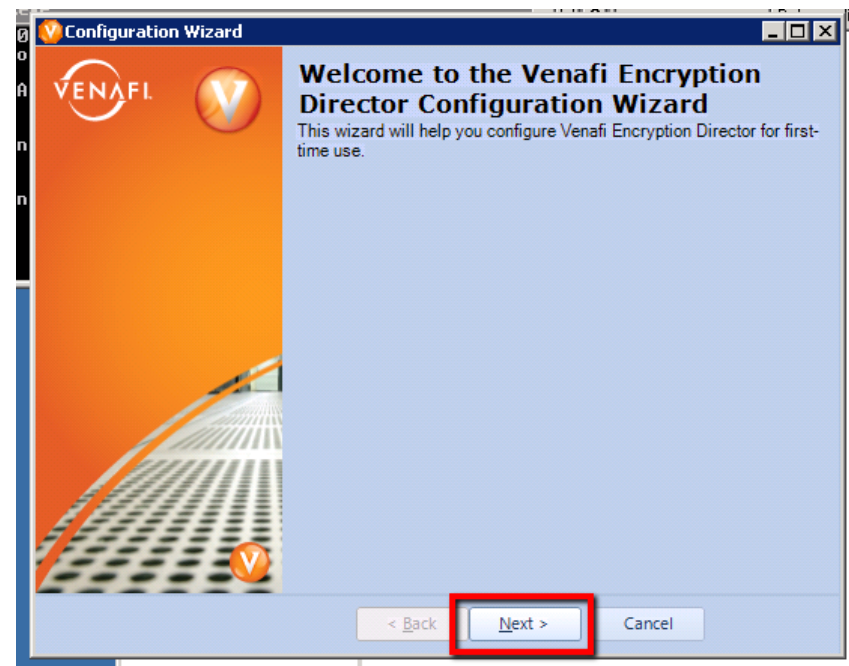 Configuration Wizard
VENAFI.
V
Welcome to the Venafi Encryption
Director Configuration Wizard
This wizard will help you configure Venafi Encryption Director for first-
time use.
V
< Back
Next >
Cancel